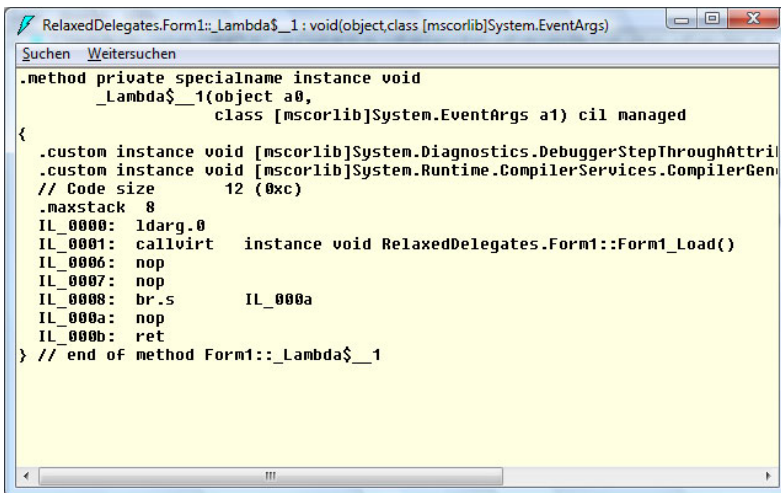 RelaxedDelegates.Form1::_Lambda$__1 : void(object,class [mscorlib]System.EventArgs)
Suchen Weitersuchen
.method private specialname instance void
_Lambda$__1(object a0,
class [mscorlib]System.EventArgs a1) cil managed
{
.custom instance void [mscorlib]System.Diagnostics.DebuggerStepThroughAttri
.custom instance void [mscorlib]System.Runtime.CompilerServices.CompilerGen
// Code size 12 (0xc)
.maxstack 8
IL_0000: ldarg.0
IL_0001: callvirt instance void RelaxedDelegates.Form1::Form1_Load()
IL_0006: nop
IL_0007: nop
IL_0008: br.s IL_000a
IL_000a: nop
IL_000b: ret
} // end of method Form1::_Lambda$__1